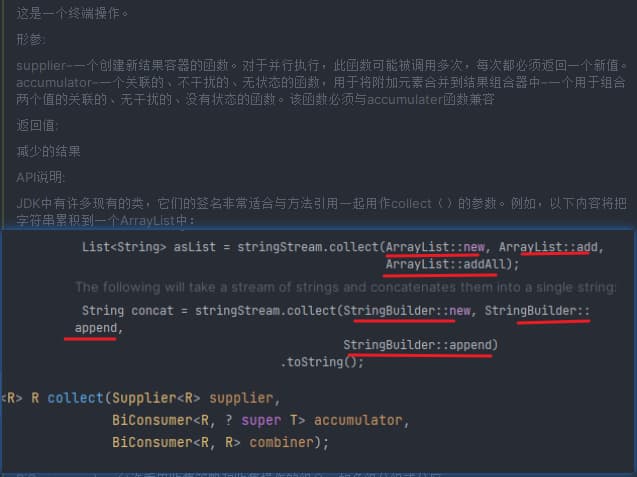 这是一个终端操作。
形参:
supplier–一个创建新结果容器的函数。对于并行执行，此函数可能被调用多次，每次都必须返回一个新值。
accumulator–一个关联的、不干扰的、无状态的函数，用于将附加元素合并到结果组合器中–一个用于组合
两个值的关联的、无干扰的、没有状态的函数。该函数必须与accumulater函数兼容
返回值:
减少的结果
API说明:
JDK中有许多现有的类，它们的签名非常适合与方法引用一起用作collect（）的参数。例如，以下内容将把
字符串累积到一个ArrayList中：
List<String> asList = stringStream.collect(ArrayList::new, ArrayList::add,
ArrayList::addAll);
The following will take a stream of strings and concatenates them into a single string:
String concat = stringStream.collect(StringBuilder::new, StringBuilder::
append,
StringBuilder::append)
.toString();
<R> R collect(Supplier<R> supplier,
BiConsumer<R, ? super T> accumulator,
BiConsumer<R, R> combiner);